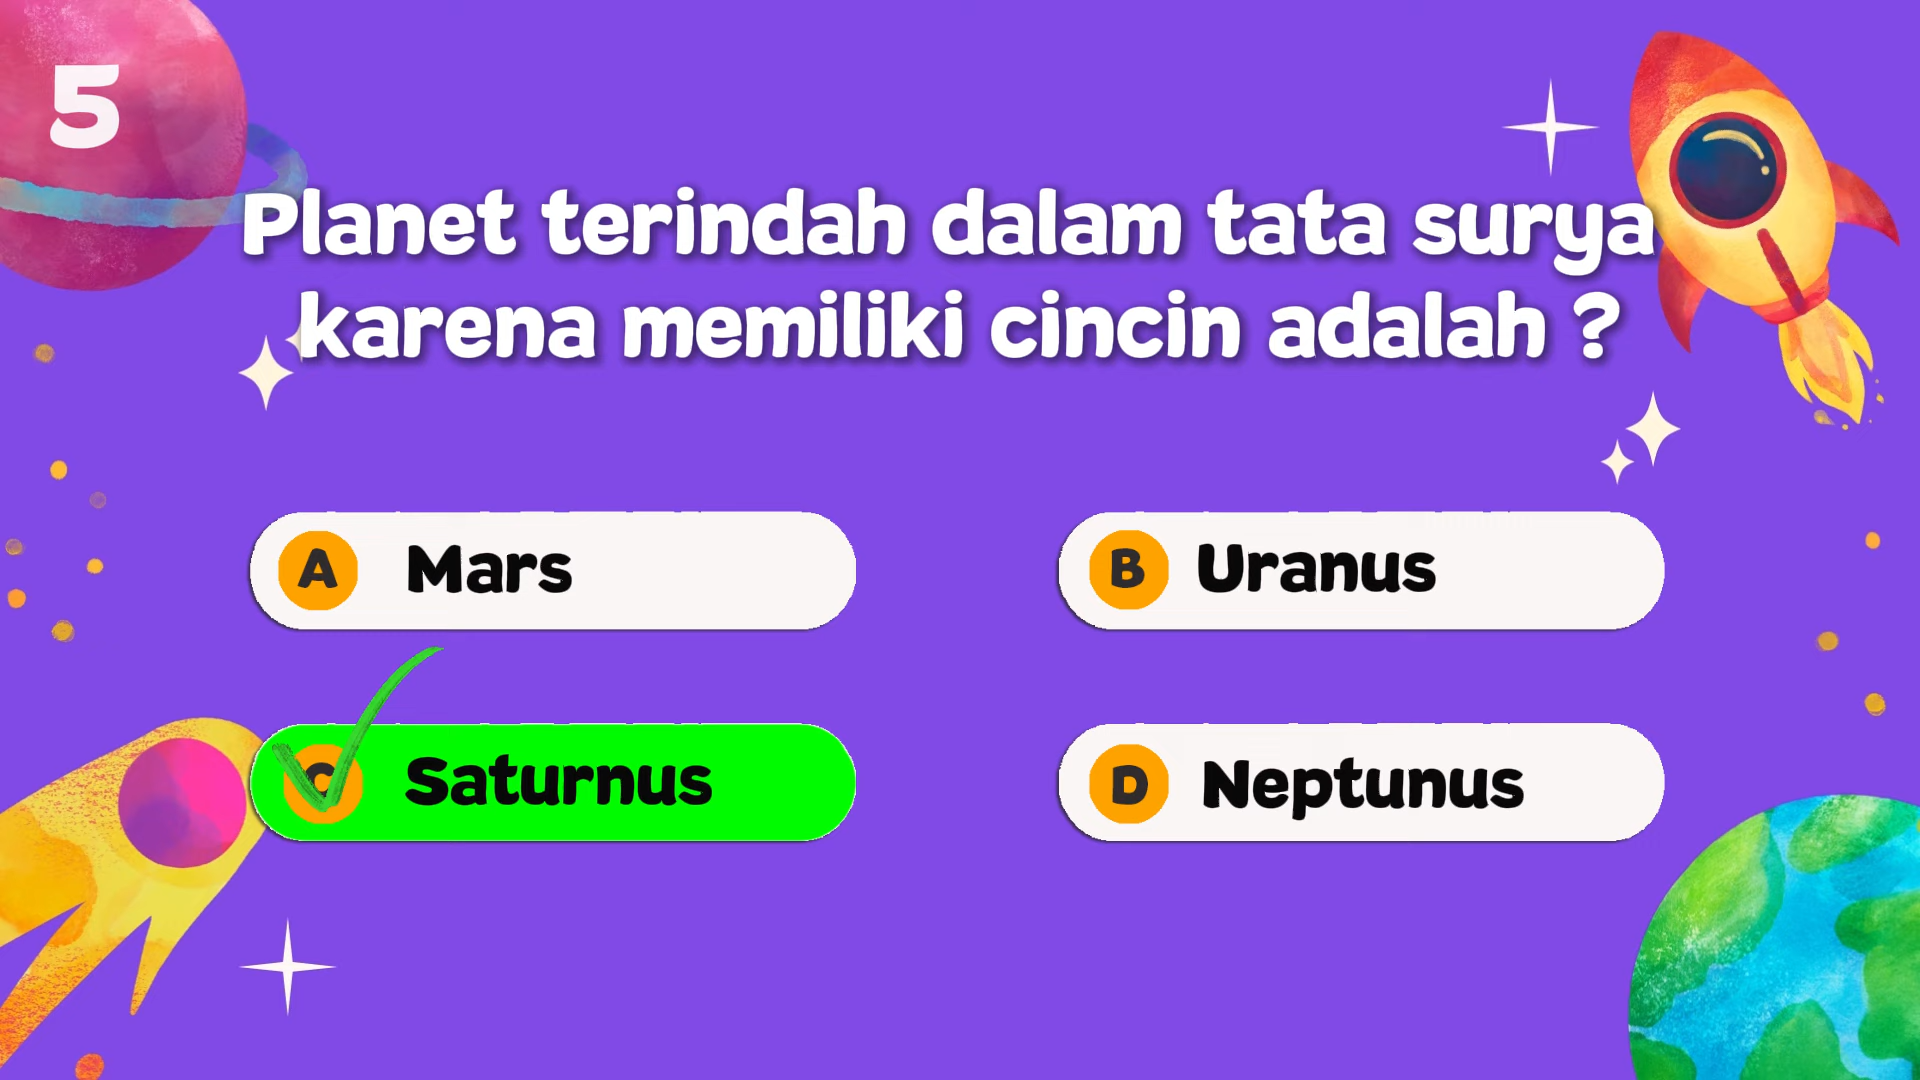 5
Planet terindah dalam tata surya
karena memiliki cincin adalah ?
A Mars
B Uranus
C Saturnus
D Neptunus